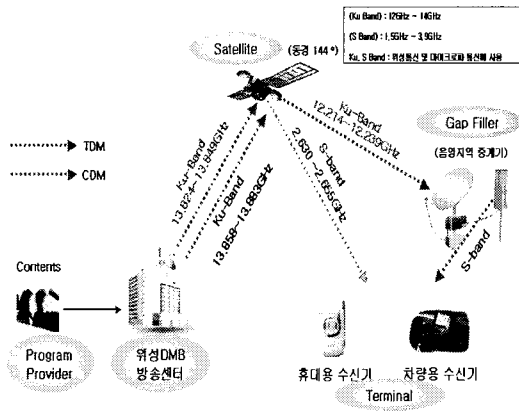 (Ku Band) : 12GHz ~ 14GHz
(S Band) : 1.5GHz ~ 3.9GHz
Ku, S Band : 위성통신 및 마이크로파 통신에 사용
Satellite (동경 144°)
Ku-Band
12.214~12.239GHz
Gap Filler
(음영지역 중계기)
TDM
CDM
Ku-Band
13.824~13.849GHz
Ku-Band
13.858~13.883GHz
S-band
2.630~2.655GHz
S-band
Contents
Program
Provider
위성DMB
방송센터
휴대용 수신기
차량용 수신기
Terminal